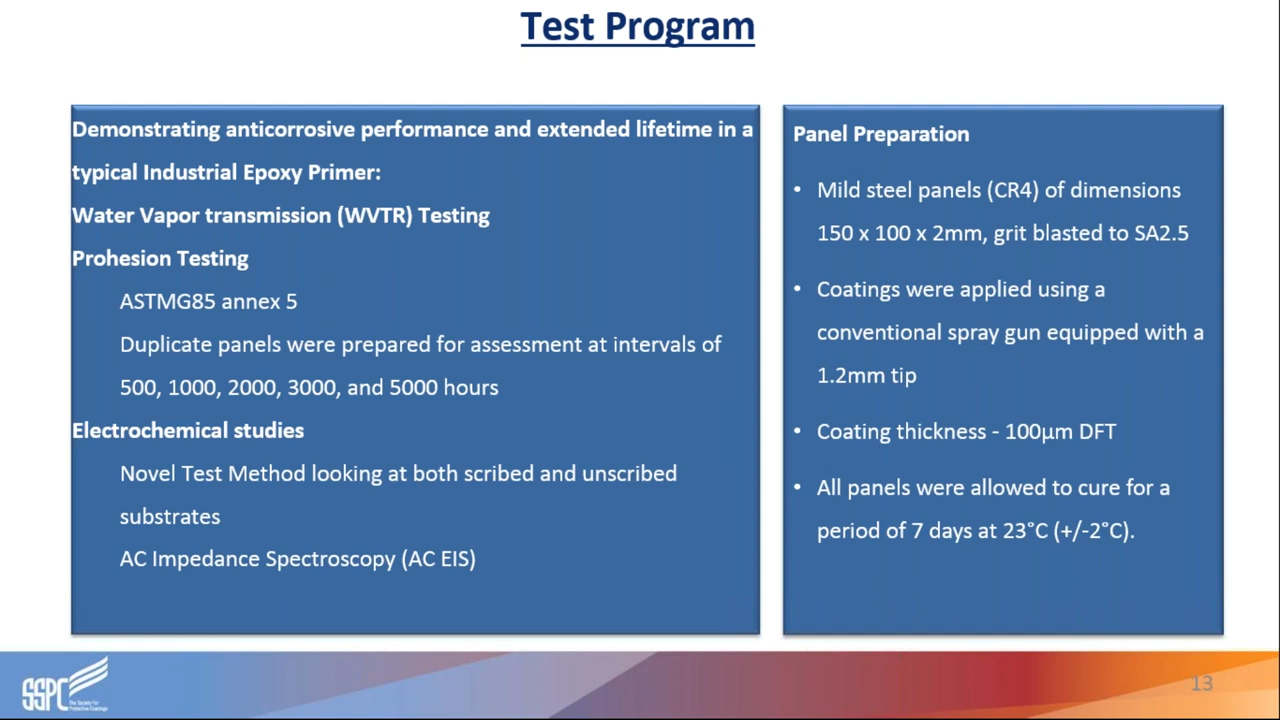 Test Program
Demonstrating anticorrosive performance and extended lifetime in a
typical Industrial Epoxy Primer:
Water Vapor transmission (WVTR) Testing
Prohesion Testing
ASTMG85 annex 5
Duplicate panels were prepared for assessment at intervals of
500, 1000, 2000, 3000, and 5000 hours
Electrochemical studies
Novel Test Method looking at both scribed and unscribed
substrates
AC Impedance Spectroscopy (AC EIS)
Panel Preparation
• Mild steel panels (CR4) of dimensions
150 x 100 x 2mm, grit blasted to SA2.5
• Coatings were applied using a
conventional spray gun equipped with a
1.2mm tip
• Coating thickness - 100µm DFT
• All panels were allowed to cure for a
period of 7 days at 23°C (+/-2°C).
SSPC
The Society for
Protective Coatings
13